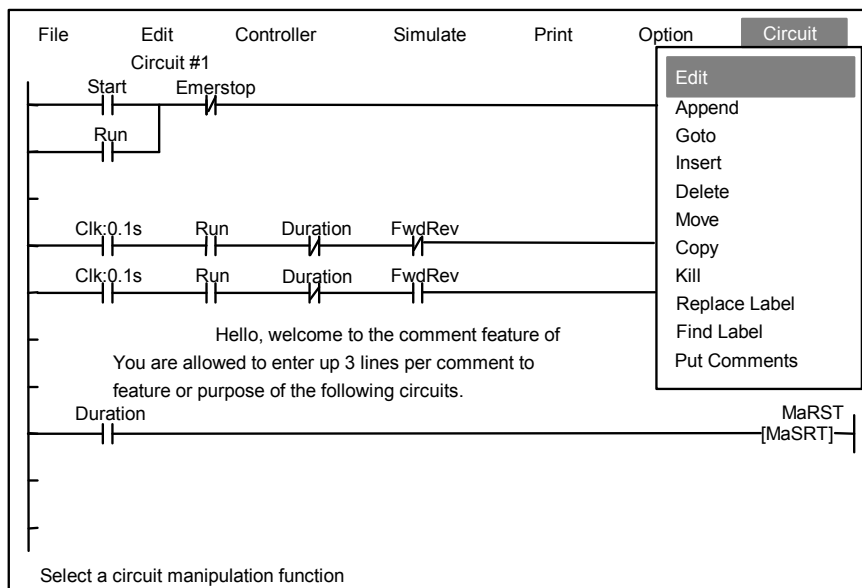 File Edit Controller Simulate Print Option Circuit
Circuit #1
Start Emerstop
Run
Clk:0.1s Run Duration FwdRev
Clk:0.1s Run Duration FwdRev
Hello, welcome to the comment feature of
You are allowed to enter up 3 lines per comment to
feature or purpose of the following circuits.
Duration MaRST
[MaSRT]
Edit
Append
Goto
Insert
Delete
Move
Copy
Kill
Replace Label
Find Label
Put Comments
Select a circuit manipulation function